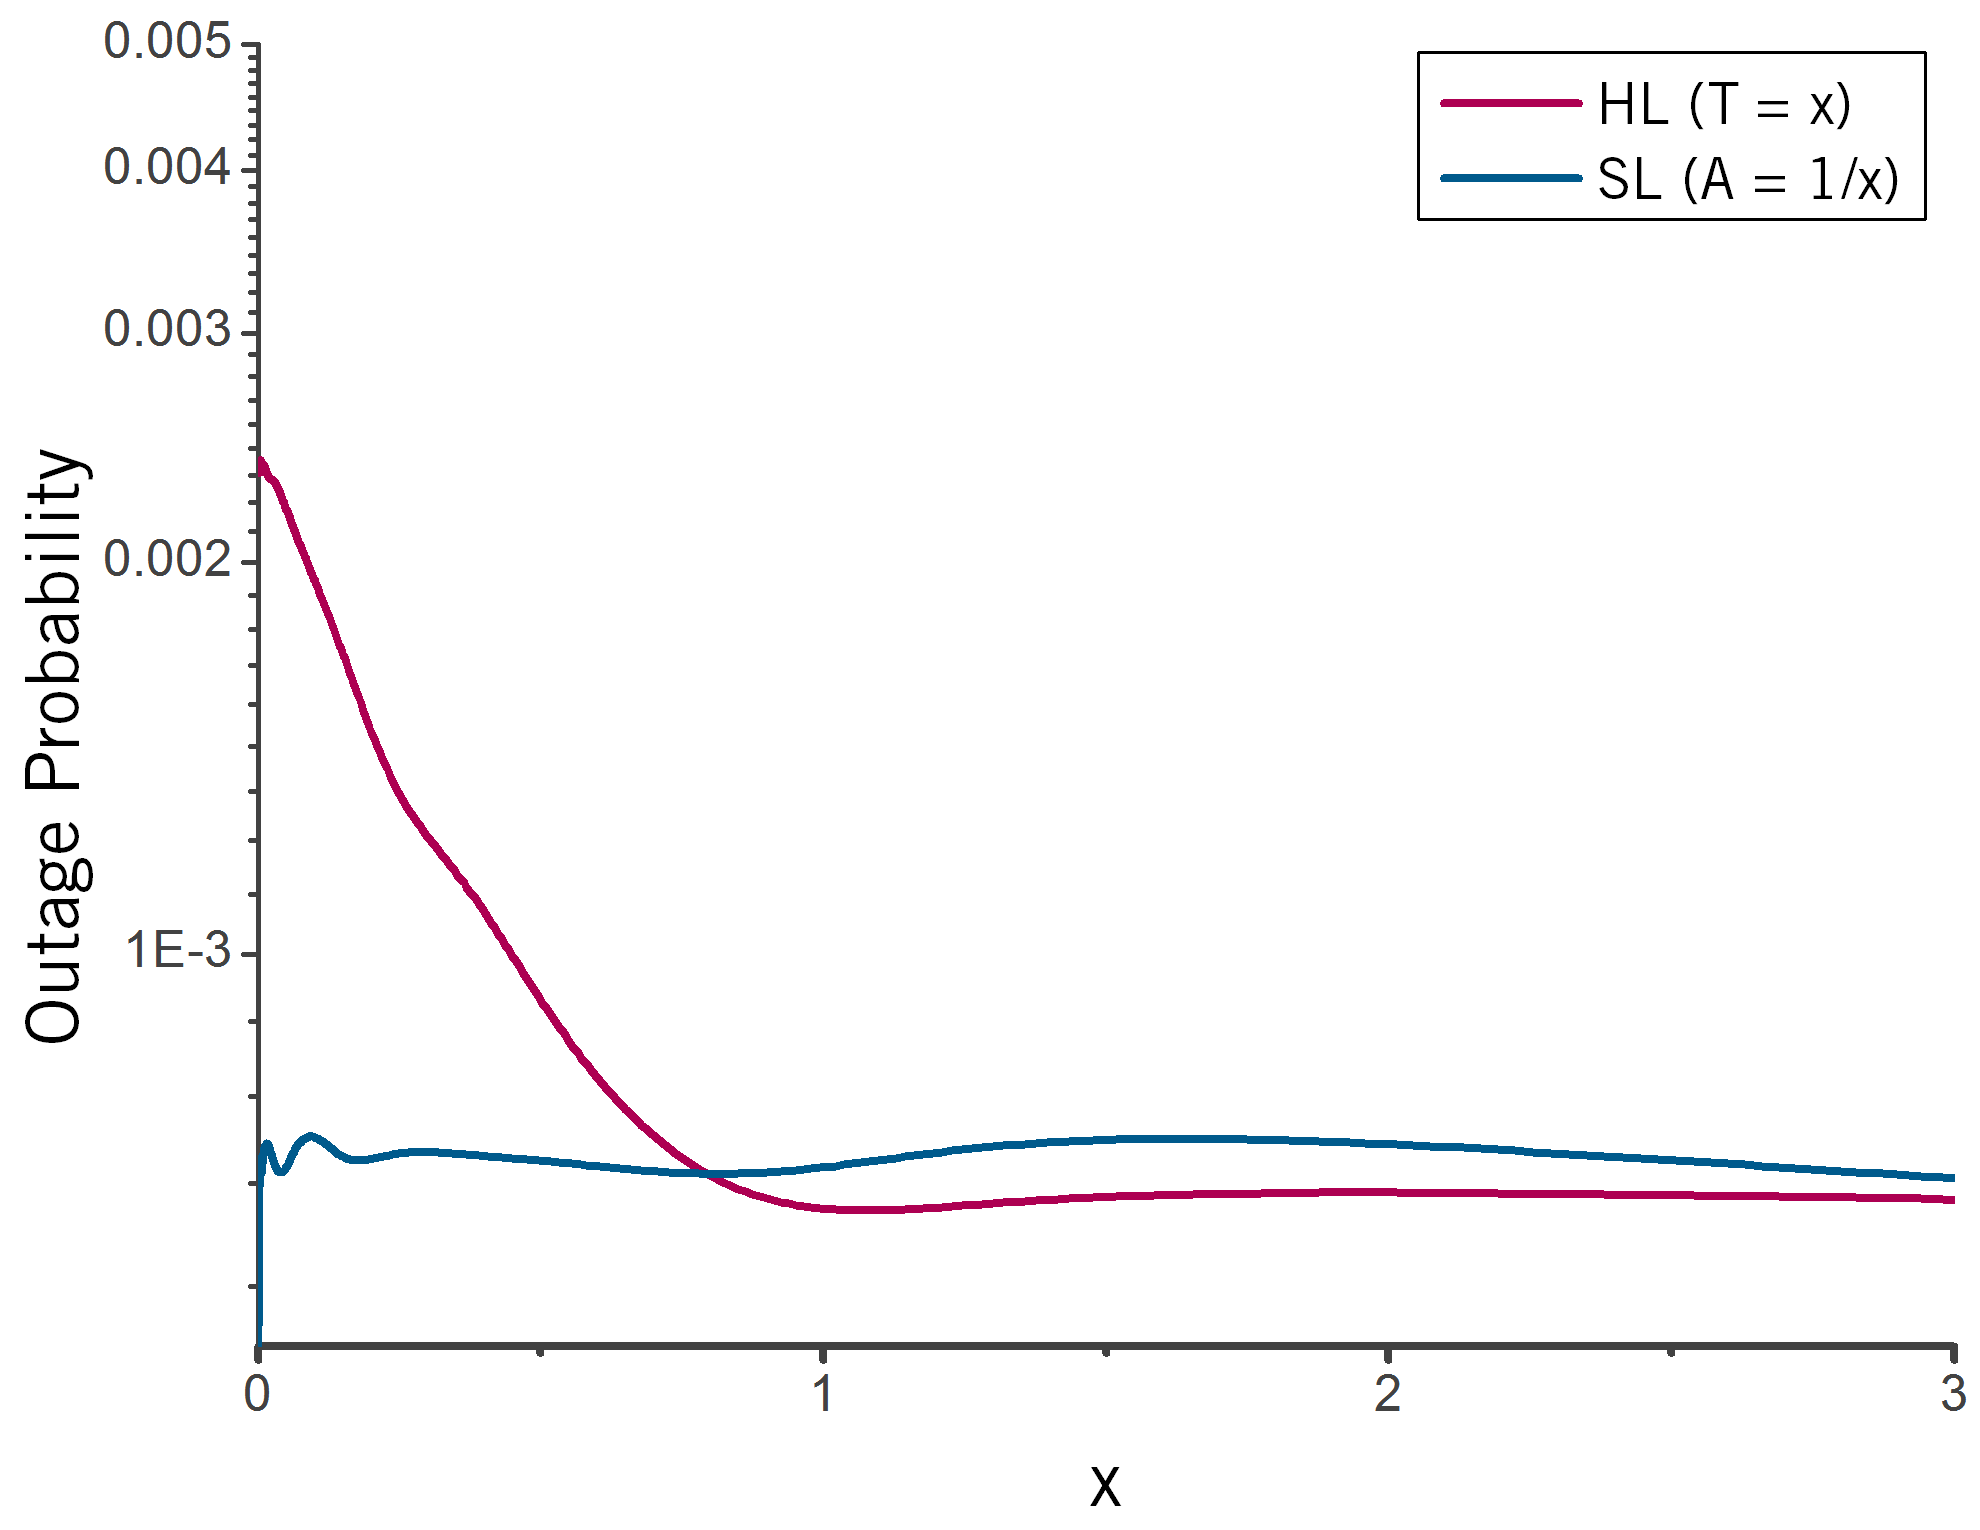 0.005
0.004
0.003
0.002
1E-3
Outage Probability
HL (T = x)
SL (A = 1/x)
0 1 2 3
x